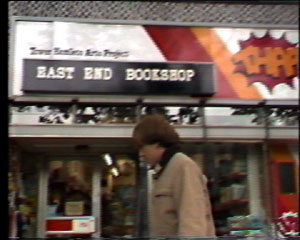 Tower Hamlets Arts Project
EAST END BOOKSHOP